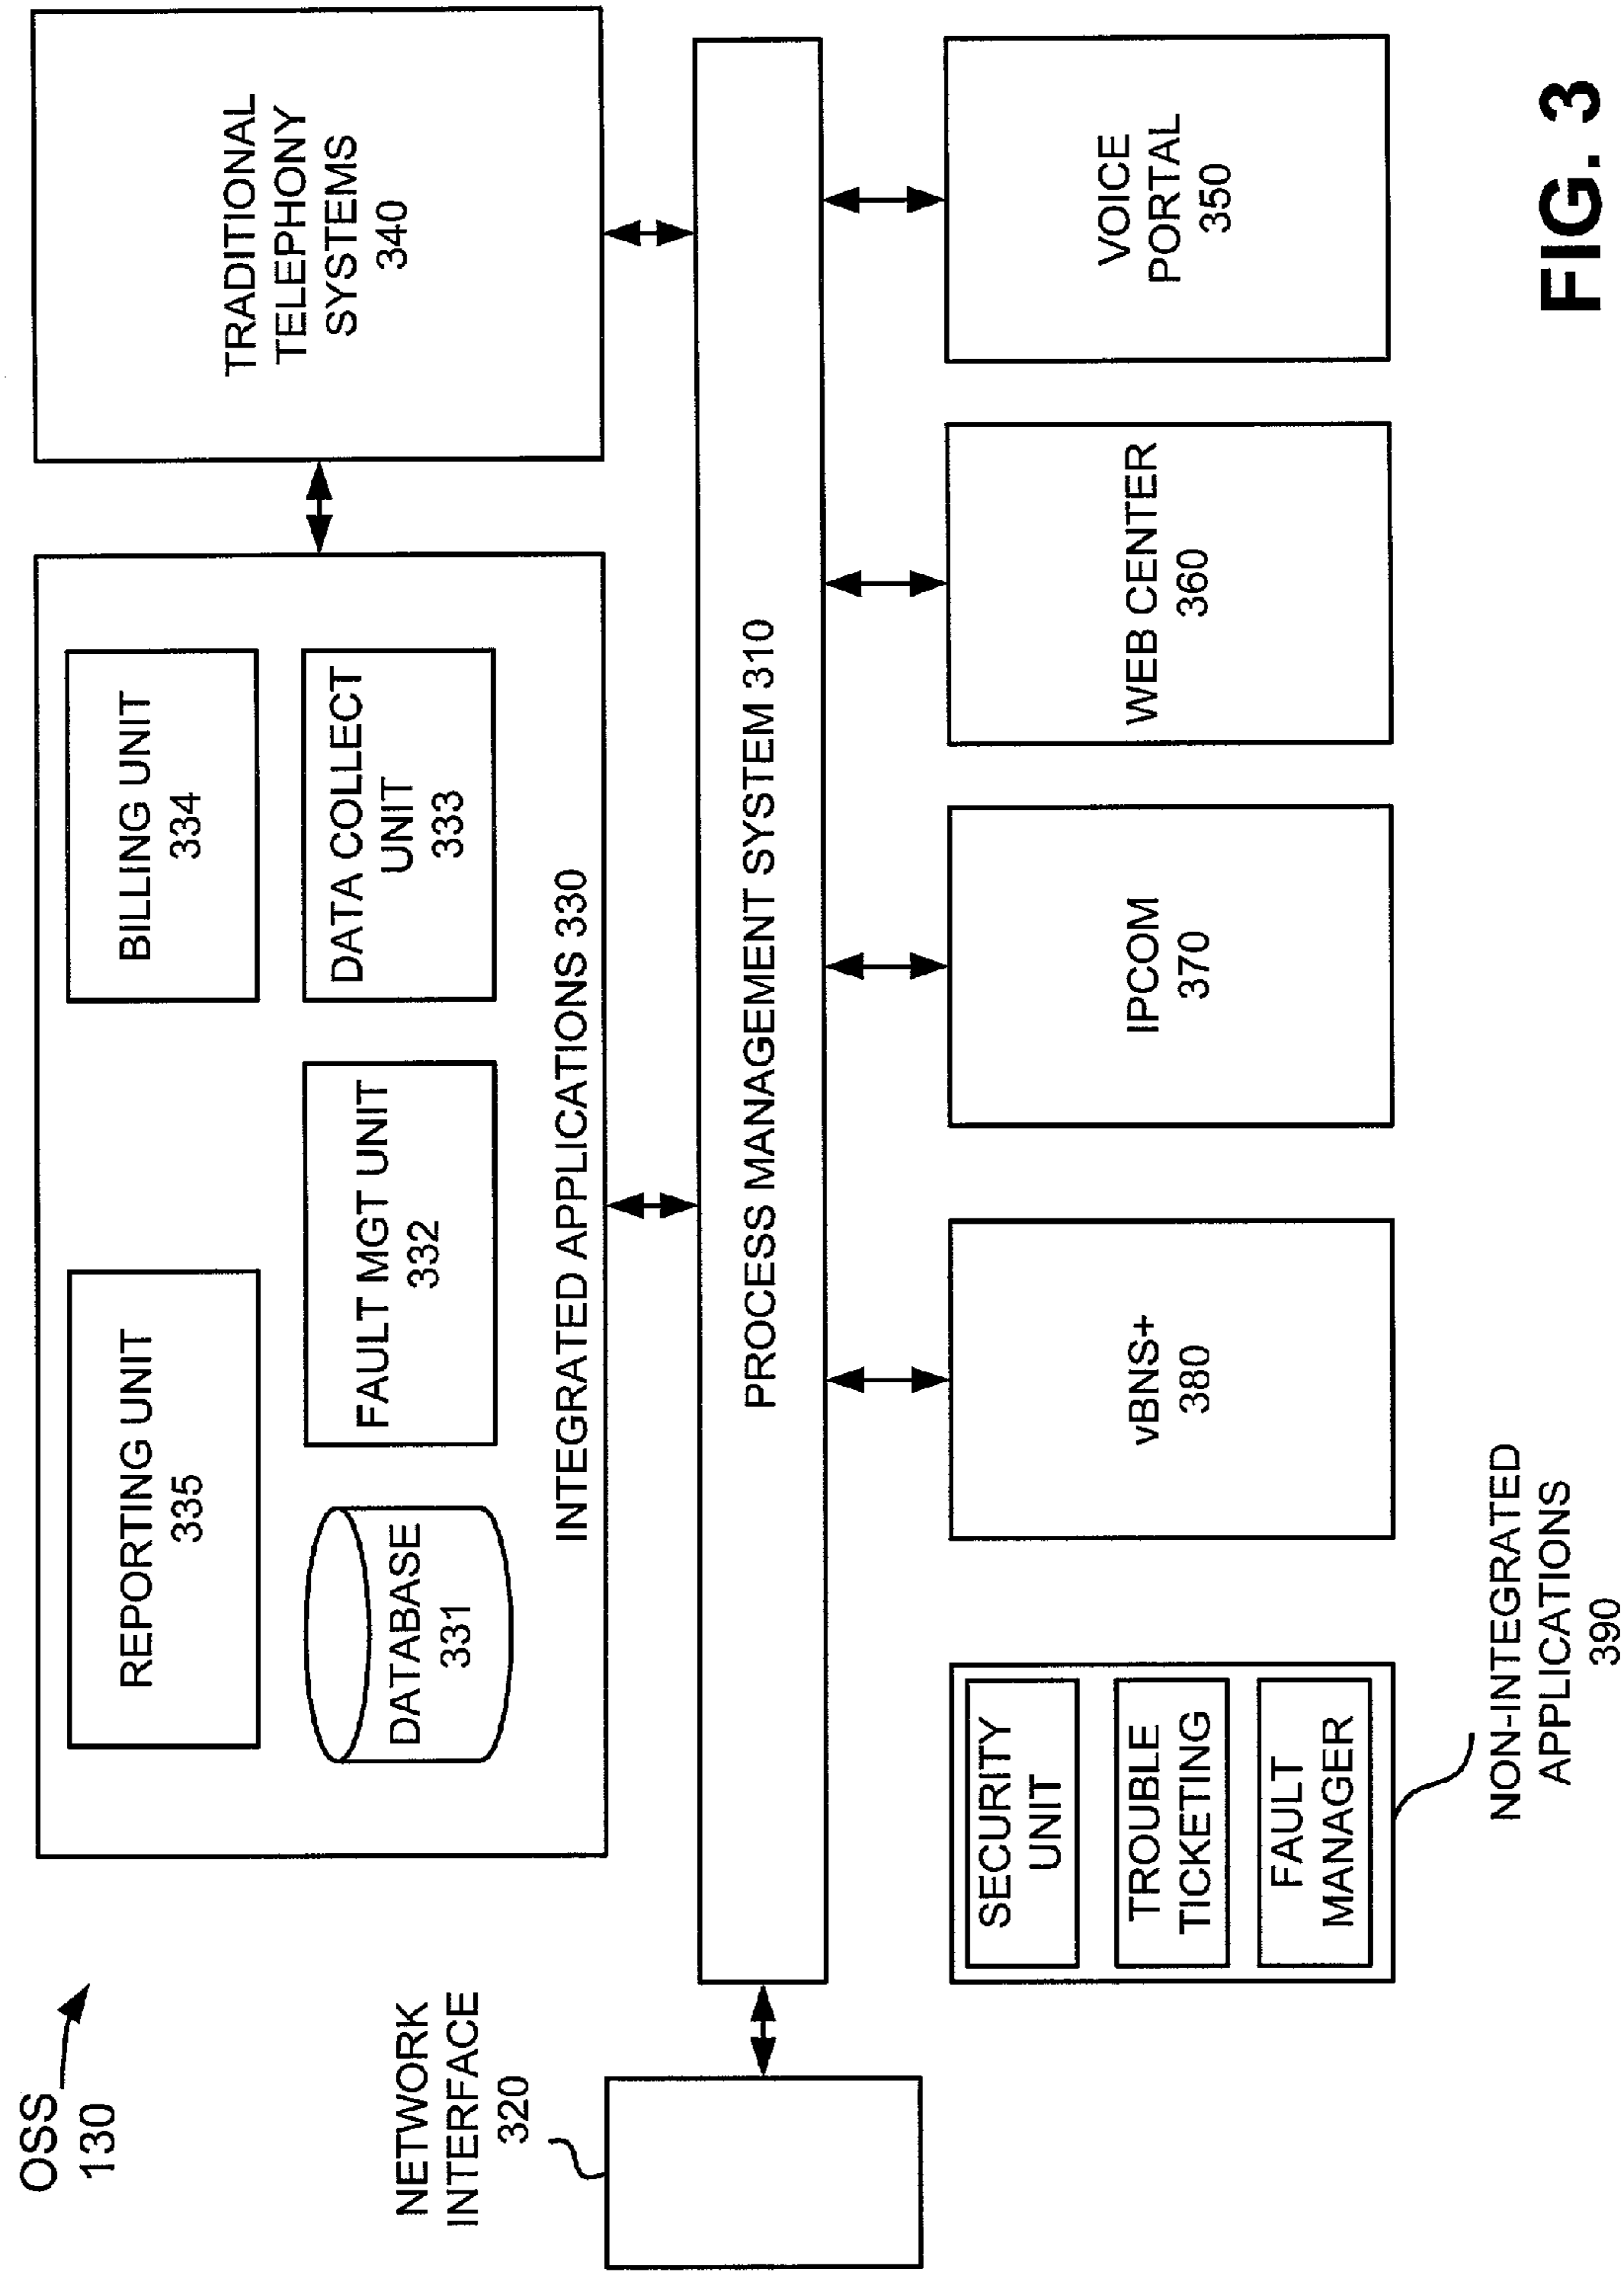 OSS
130
REPORTING UNIT
335
BILLING UNIT
334
DATABASE
331
FAULT MGT UNIT
332
DATA COLLECT
UNIT
333
INTEGRATED APPLICATIONS 330
TRADITIONAL
TELEPHONY
SYSTEMS
340
NETWORK
INTERFACE
320
PROCESS MANAGEMENT SYSTEM 310
SECURITY
UNIT
TROUBLE
TICKETING
FAULT
MANAGER
NON-INTEGRATED
APPLICATIONS
390
vBNS+
380
IPCOM
370
WEB CENTER
360
VOICE
PORTAL
350
FIG. 3